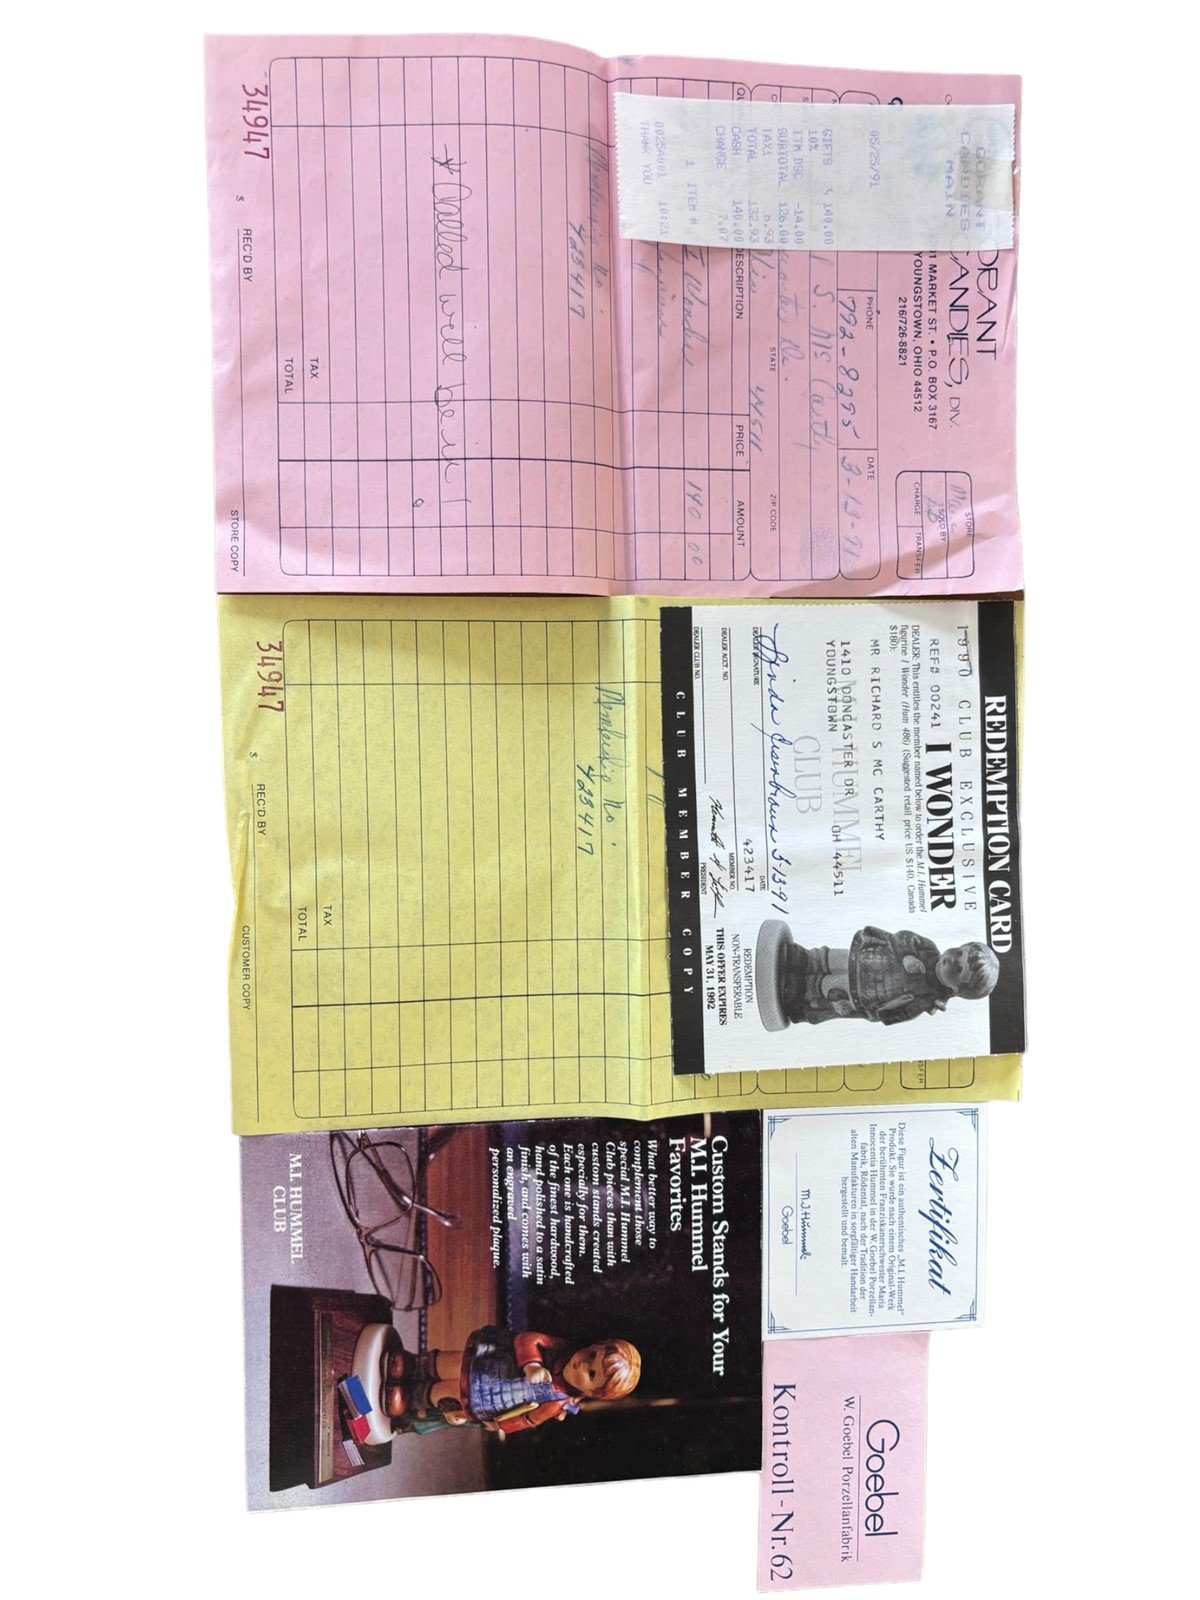 ORANT
CANDIES, DIV.
11 MARKET ST. • P.O. BOX 3167
YOUNGSTOWN, OHIO 44512
216/726-8821
STORE
SOLD BY
CHARGE
TRANSFER
PHONE
792-8295
DATE
3-13-91
S. Mc Carthy
STATE
ZIP CODE
44511
DESCRIPTION
PRICE
AMOUNT
I Wonder
140 00
Membership No.
423417
*Called will be in!
TAX
TOTAL
34947
REC'D BY
STORE COPY
GORANT
CANDIES
MAIN
05/25/91
GIFTS 140.00
10%
ITM DSC -14.00
SUBTOTAL 126.00
TAX1 6.93
TOTAL 132.93
CASH 140.00
CHANGE 7.07
1 ITEM
0025A001 10:21
THANK YOU
REDEMPTION CARD
1990 CLUB EXCLUSIVE
REF# 00241 I WONDER
DEALER: This entitles the member named below to order the M.I. Hummel
figurine I Wonder (Hum 486) (Suggested retail price US $140, Canada
$180):
MR RICHARD S MC CARTHY
1410 DONCASTER DR
YOUNGSTOWN OH 44511
M.I. HUMMEL
CLUB
3-13-91
DEALER SIGNATURE
DATE
423417
DEALER ACCT. NO.
MEMBER NO.
DEALER CLUB NO.
PRESIDENT
REDEMPTION
NON-TRANSFERABLE
THIS OFFER EXPIRES
MAY 31, 1992
CLUB MEMBER COPY
Membership No.
423417
TAX
TOTAL
34947
REC'D BY
CUSTOMER COPY
Zertifikat
Diese Figur ist ein authentisches „M.I. Hummel“
Produkt. Sie wurde nach einem Original-Werk
der berühmten Franziskanerschwester Maria
Innocentia Hummel in der W. Goebel Porzellan-
fabrik, Rödental, nach der Tradition der
alten Manufakturen in sorgfältiger Handarbeit
hergestellt und bemalt.
M.I. Hummel
Goebel
Custom Stands for Your
M.I. Hummel
Favorites
What better way to
complement those
special M.I. Hummel
Club pieces than with
custom stands created
especially for them.
Each one is handcrafted
of the finest hardwood,
hand polished to a satin
finish, and comes with
an engraved
personalized plaque.
M.I. HUMMEL
CLUB
Goebel
W. Goebel Porzellanfabrik
Kontroll-Nr. 62